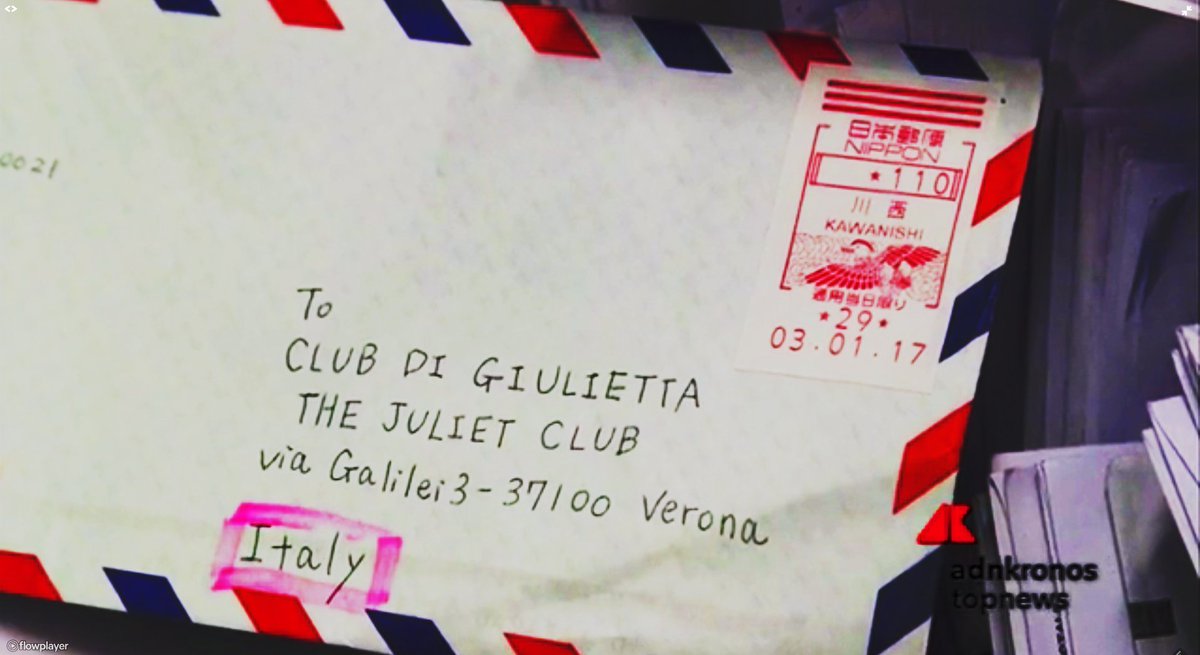 0021
日本郵便
NIPPON
★110
川西
KAWANISHI
適用当日限り
★29★
03.01.17
To
CLUB DI GIULIETTA
THE JULIET CLUB
via Galilei 3 - 37100 Verona
Italy
adnkronos
topnews
flowplayer